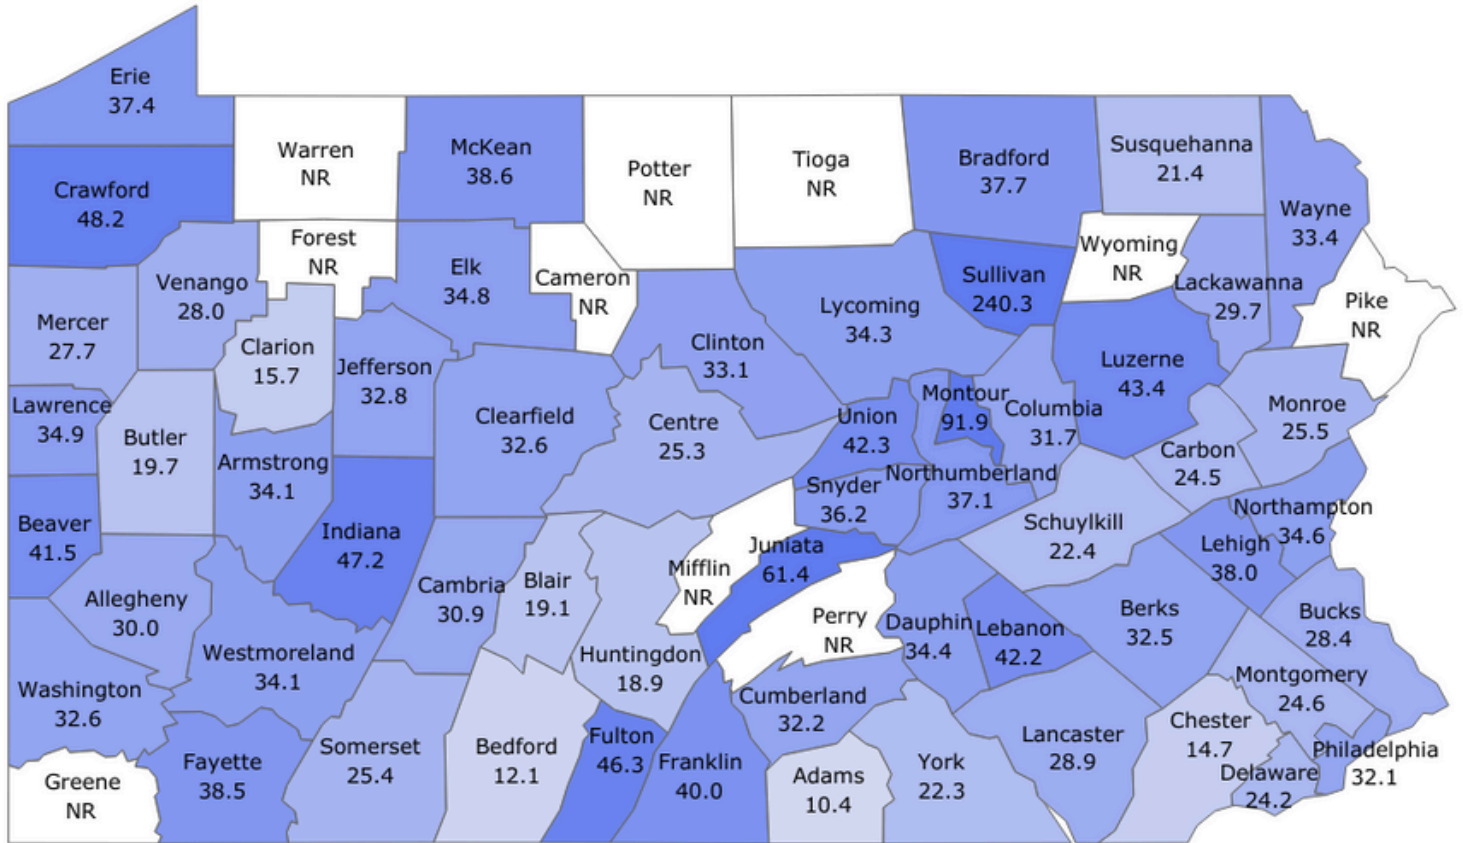 Erie
37.4
Warren
NR
McKean
38.6
Potter
NR
Tioga
NR
Bradford
37.7
Susquehanna
21.4
Wayne
33.4
Crawford
48.2
Forest
NR
Venango
28.0
Elk
34.8
Cameron
NR
Lycoming
34.3
Sullivan
240.3
Wyoming
NR
Lackawanna
29.7
Pike
NR
Mercer
27.7
Clarion
15.7
Jefferson
32.8
Clinton
33.1
Luzerne
43.4
Lawrence
34.9
Butler
19.7
Clearfield
32.6
Centre
25.3
Union
42.3
Montour
91.9
Columbia
31.7
Monroe
25.5
Carbon
24.5
Armstrong
34.1
Snyder
36.2
Northumberland
37.1
Northampton
34.6
Beaver
41.5
Indiana
47.2
Schuylkill
22.4
Lehigh
38.0
Juniata
61.4
Mifflin
NR
Cambria
30.9
Blair
19.1
Allegheny
30.0
Perry
NR
Dauphin
34.4
Lebanon
42.2
Berks
32.5
Bucks
28.4
Westmoreland
34.1
Huntingdon
18.9
Washington
32.6
Cumberland
32.2
Montgomery
24.6
Fayette
38.5
Somerset
25.4
Bedford
12.1
Fulton
46.3
Franklin
40.0
Adams
10.4
York
22.3
Lancaster
28.9
Chester
14.7
Delaware
24.2
Philadelphia
32.1
Greene
NR